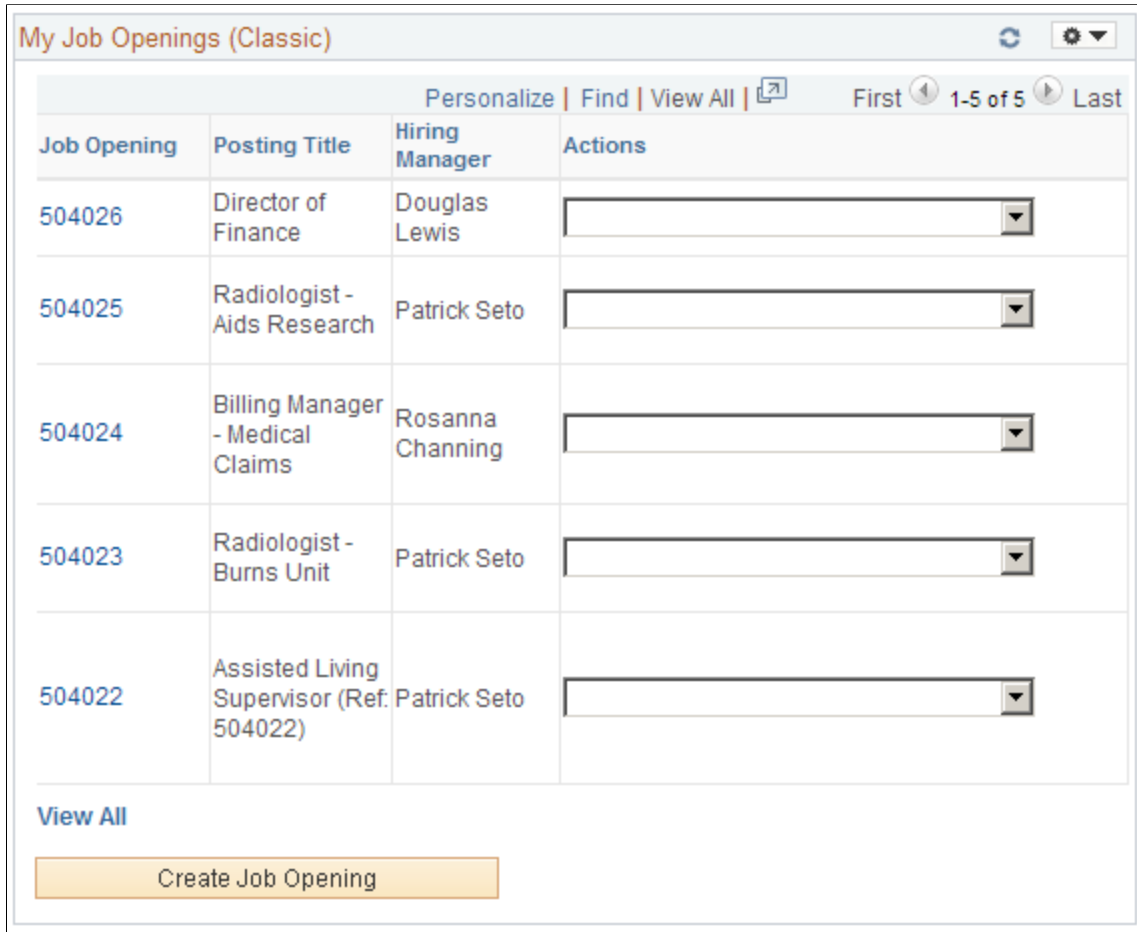 My Job Openings (Classic)
Personalize | Find | View All | First 1-5 of 5 Last
Job Opening Posting Title Hiring Manager Actions
504026 Director of Finance Douglas Lewis
504025 Radiologist - Aids Research Patrick Seto
504024 Billing Manager - Medical Claims Rosanna Channing
504023 Radiologist - Burns Unit Patrick Seto
504022 Assisted Living Supervisor (Ref: 504022) Patrick Seto
View All
Create Job Opening